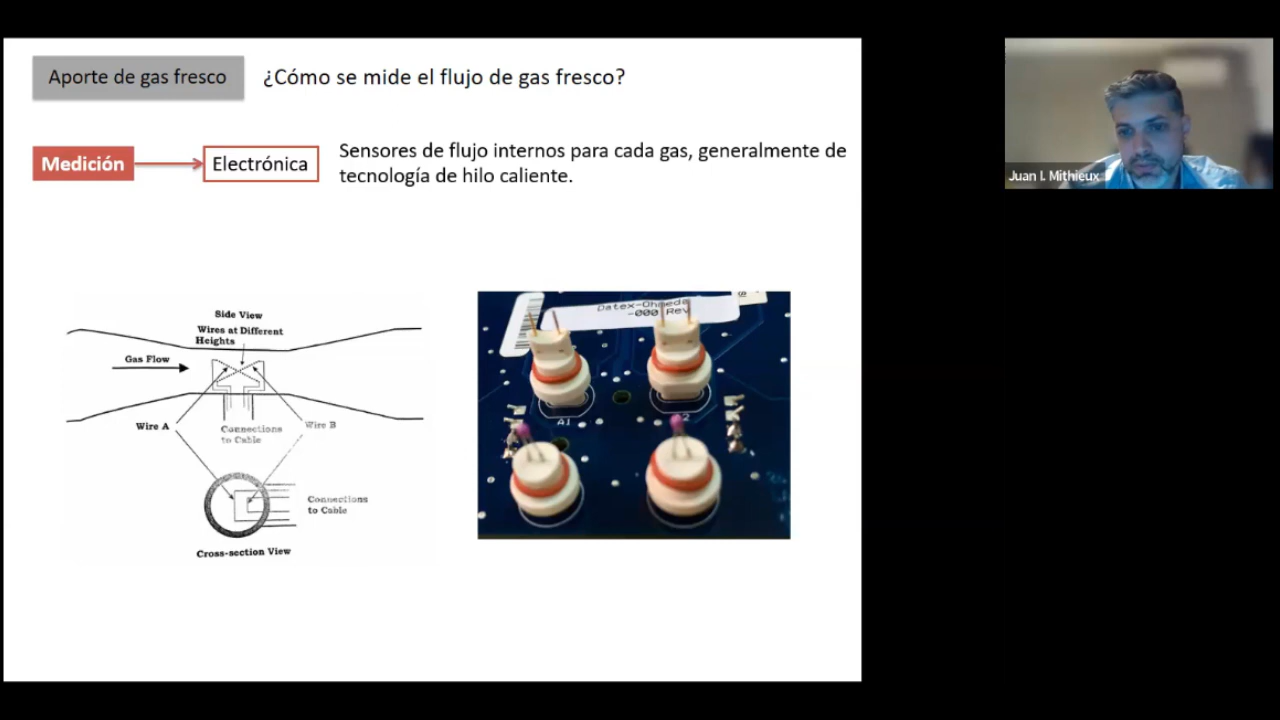 Aporte de gas fresco
¿Cómo se mide el flujo de gas fresco?
Medición
Electrónica
Sensores de flujo internos para cada gas, generalmente de
tecnología de hilo caliente.
Juan I. Mithieux
Side View
Wires at Different
Heights
Gas Flow
Wire A
Connections
to Cable
Wire B
Connections
to Cable
Cross-section View
Datex-Ohmeda
-000 Rev
A1